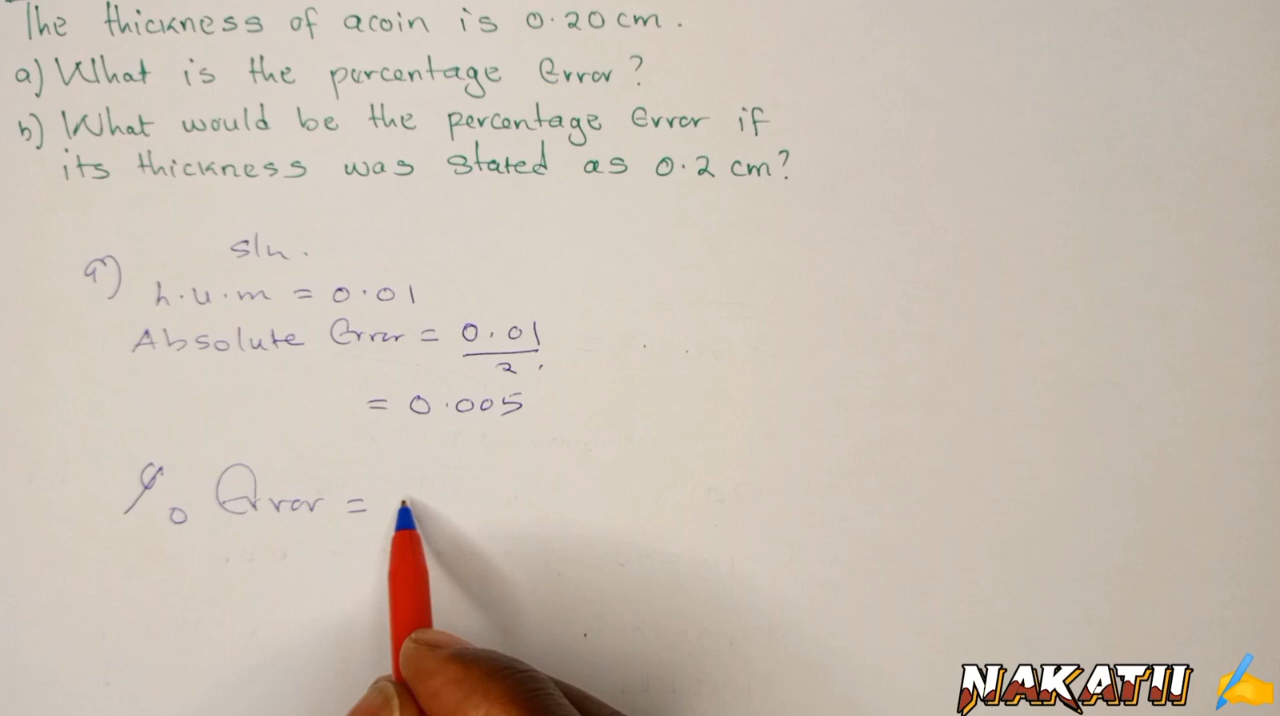 The thickness of acoin is 0.20 cm.
a) What is the percentage Error?
b) What would be the percentage Error if
its thickness was stated as 0.2 cm?
sln.
a) h.u.m = 0.01
Absolute Error = 0.01
2
= 0.005
% Error =
NAKATII